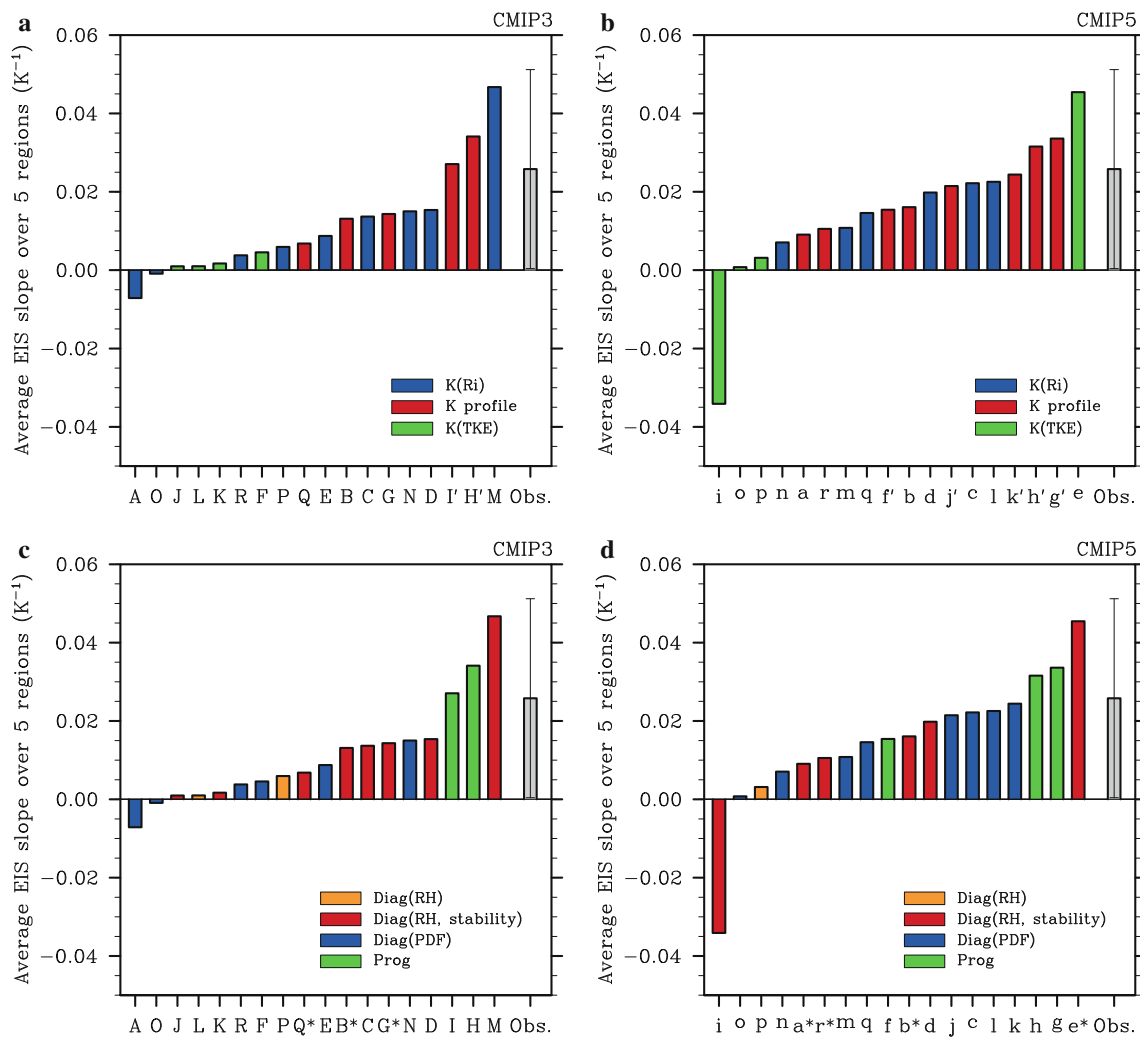 a
CMIP3
Average EIS slope over 5 regions (K⁻¹)
0.06
0.04
0.02
0.00
−0.02
−0.04
K(Ri)
K profile
K(TKE)
A O J L K R F P Q E B C G N D I′ H′ M Obs.
b
CMIP5
Average EIS slope over 5 regions (K⁻¹)
0.06
0.04
0.02
0.00
−0.02
−0.04
K(Ri)
K profile
K(TKE)
i o p n a r m q f′ b d j′ c l k′ h′ g′ e Obs.
c
CMIP3
Average EIS slope over 5 regions (K⁻¹)
0.06
0.04
0.02
0.00
−0.02
−0.04
Diag(RH)
Diag(RH, stability)
Diag(PDF)
Prog
A O J L K R F P Q* E B* C G* N D I H M Obs.
d
CMIP5
Average EIS slope over 5 regions (K⁻¹)
0.06
0.04
0.02
0.00
−0.02
−0.04
Diag(RH)
Diag(RH, stability)
Diag(PDF)
Prog
i o p n a* r* m q f b* d j c l k h g e* Obs.